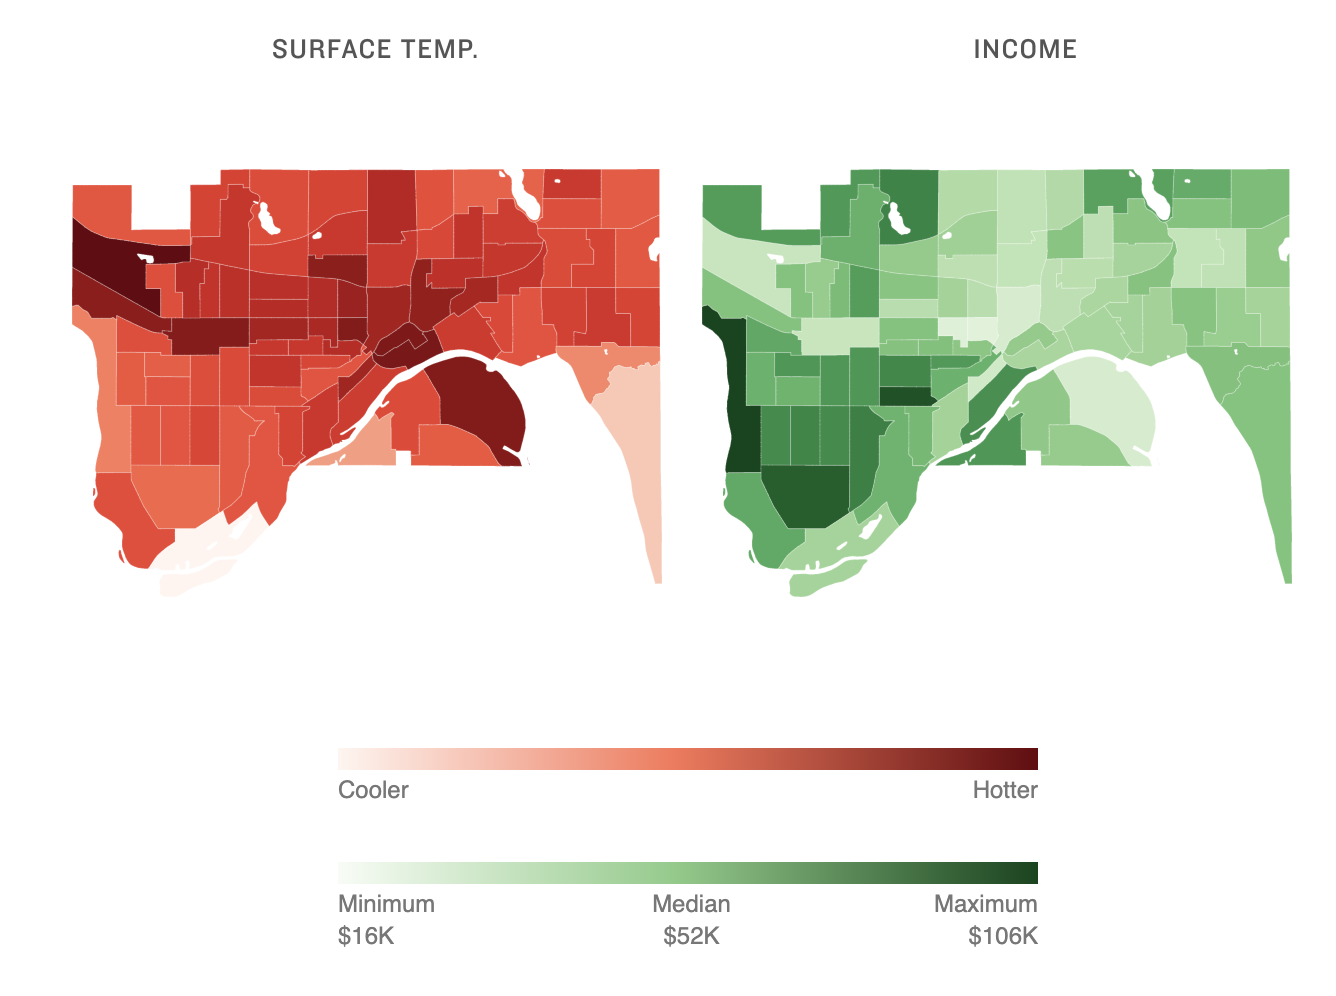 SURFACE TEMP.
INCOME
Cooler
Hotter
Minimum
Median
Maximum
$16K
$52K
$106K